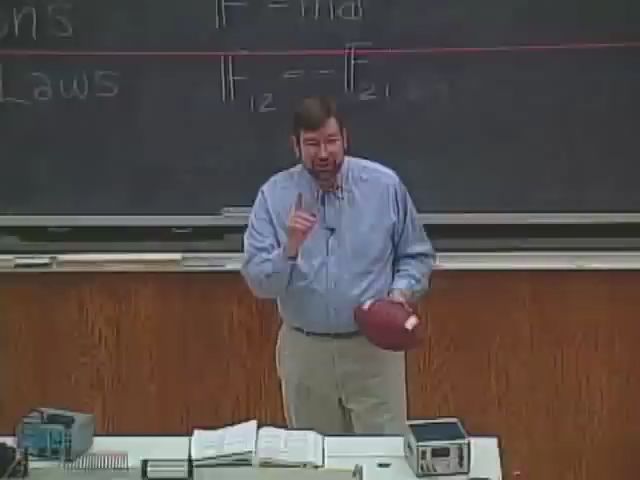 ons F = ma
Laws F12 = -F21